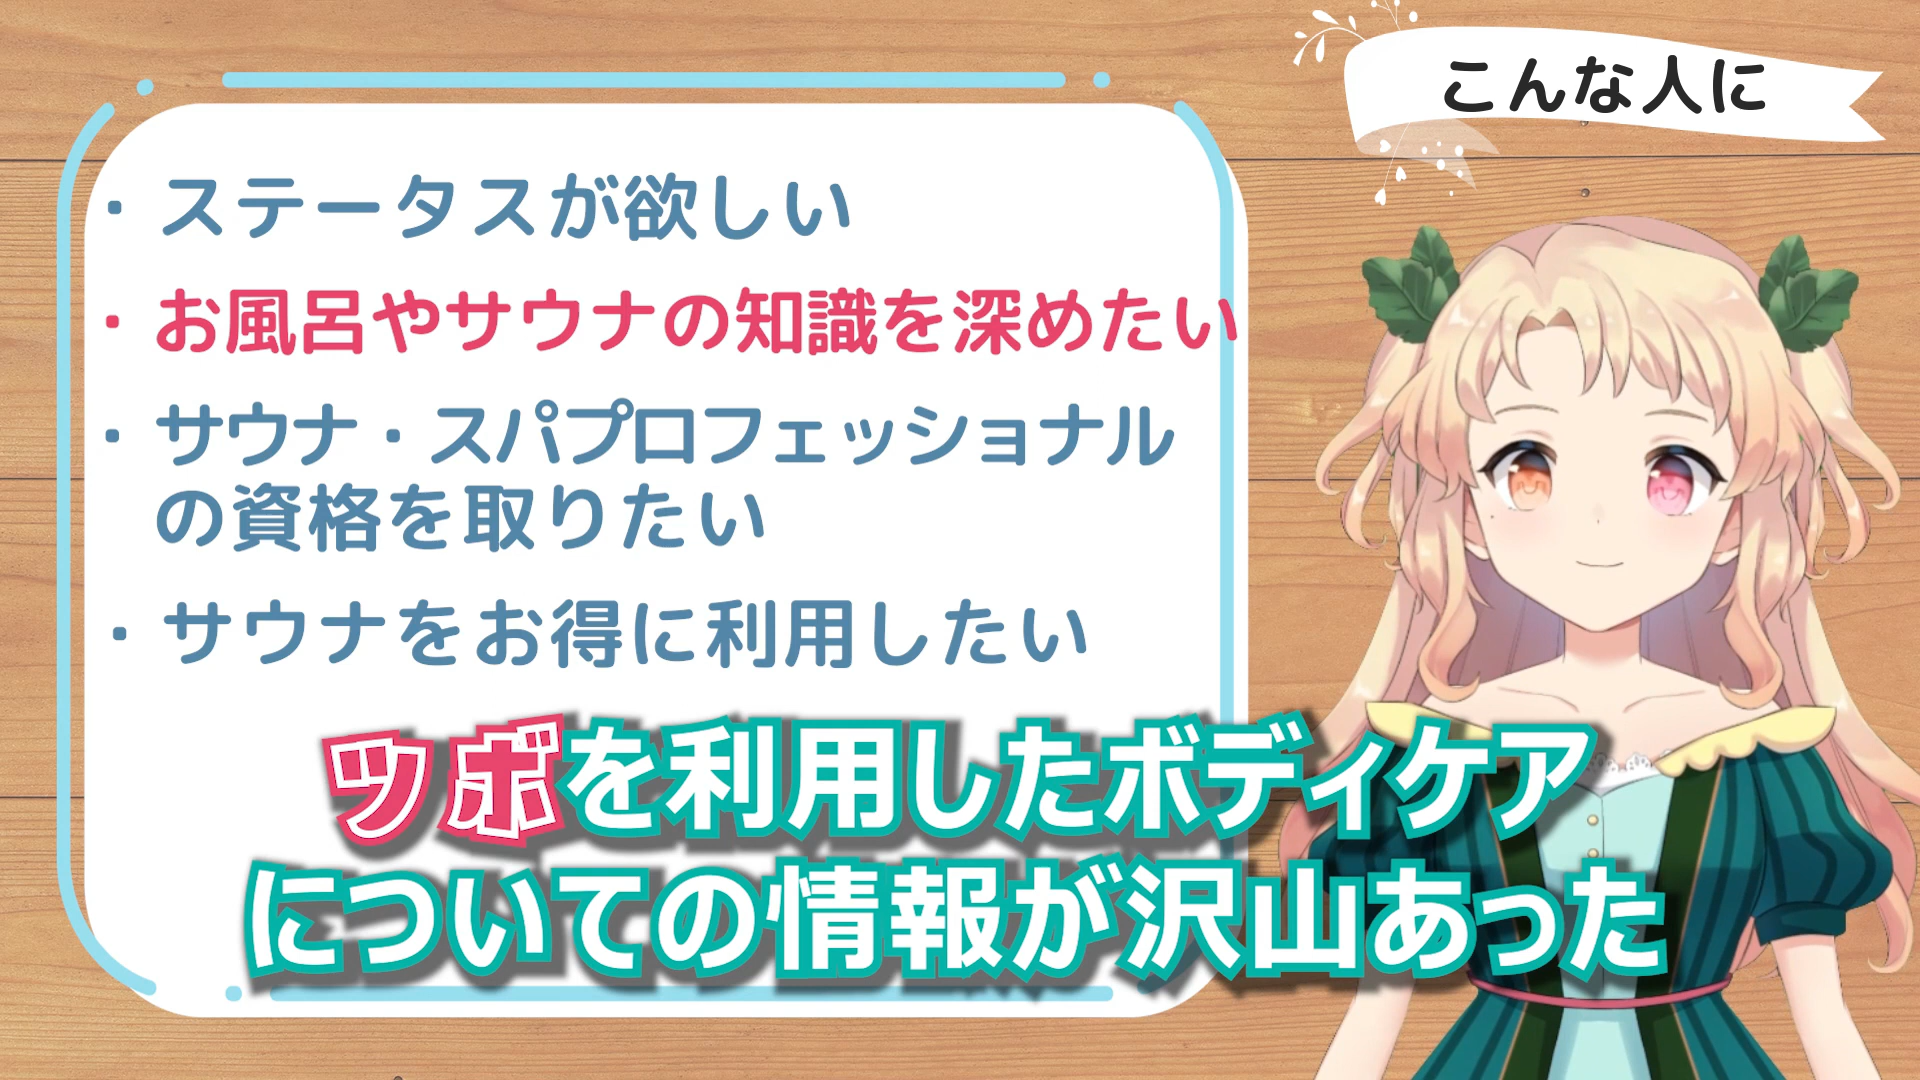 こんな人に
・ステータスが欲しい
・お風呂やサウナの知識を深めたい
・サウナ・スパプロフェッショナル
の資格を取りたい
・サウナをお得に利用したい
ツボを利用したボディケア
についての情報が沢山あった